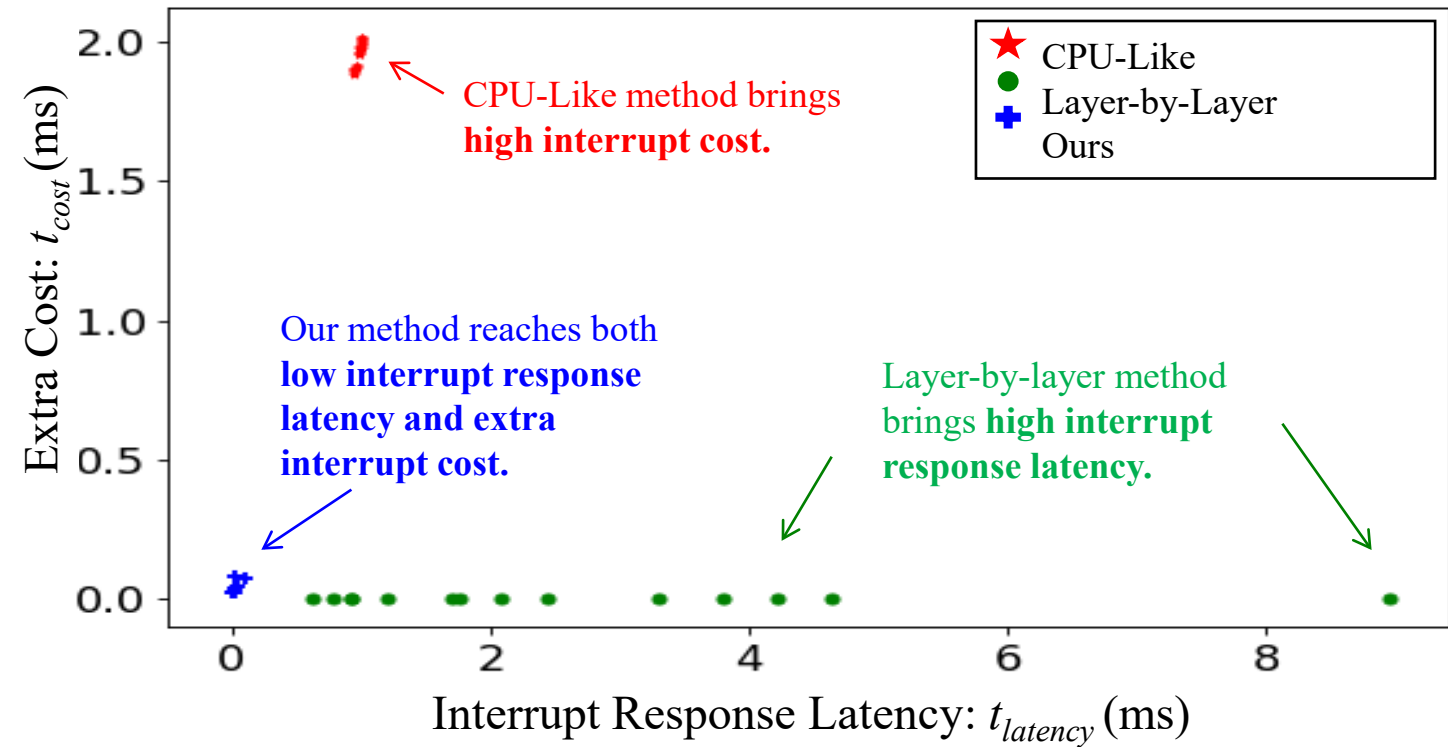 2.0
1.5
1.0
0.5
0.0
Extra Cost: t_cost (ms)
CPU-Like method brings
high interrupt cost.
CPU-Like
Layer-by-Layer
Ours
Our method reaches both
low interrupt response
latency and extra
interrupt cost.
Layer-by-layer method
brings high interrupt
response latency.
0 2 4 6 8
Interrupt Response Latency: t_latency (ms)